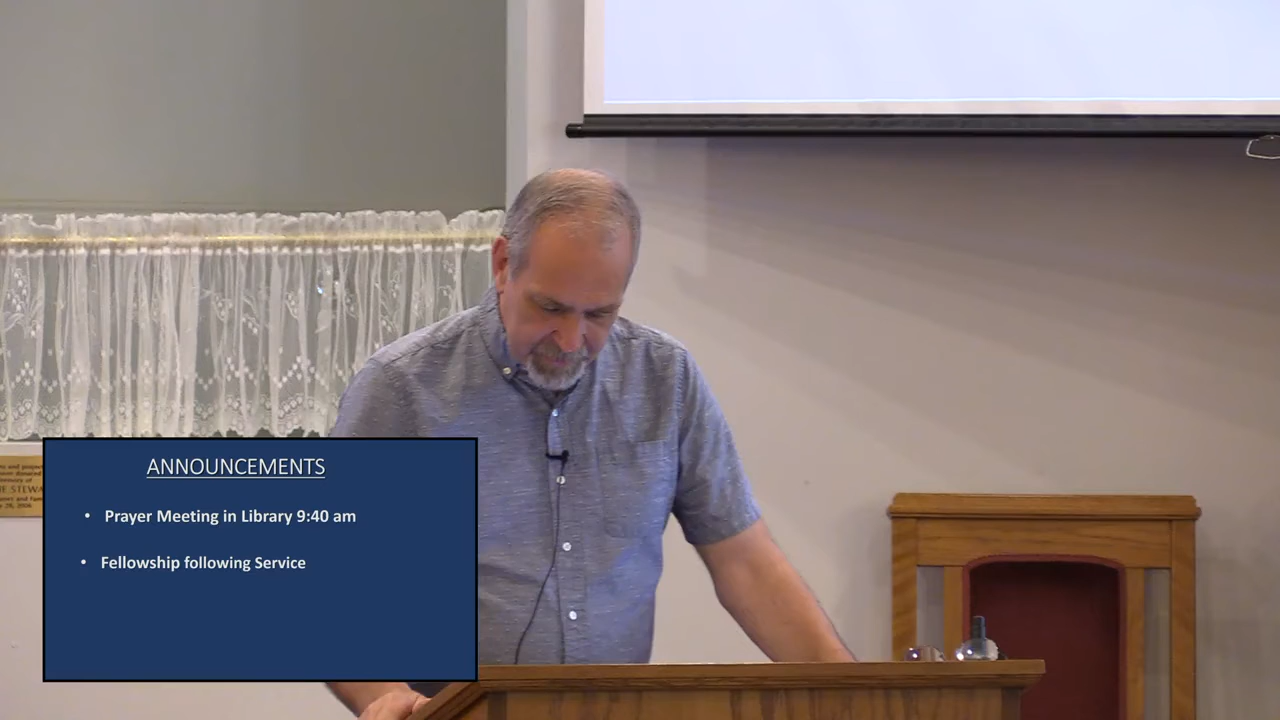 ANNOUNCEMENTS
• Prayer Meeting in Library 9:40 am
• Fellowship following Service